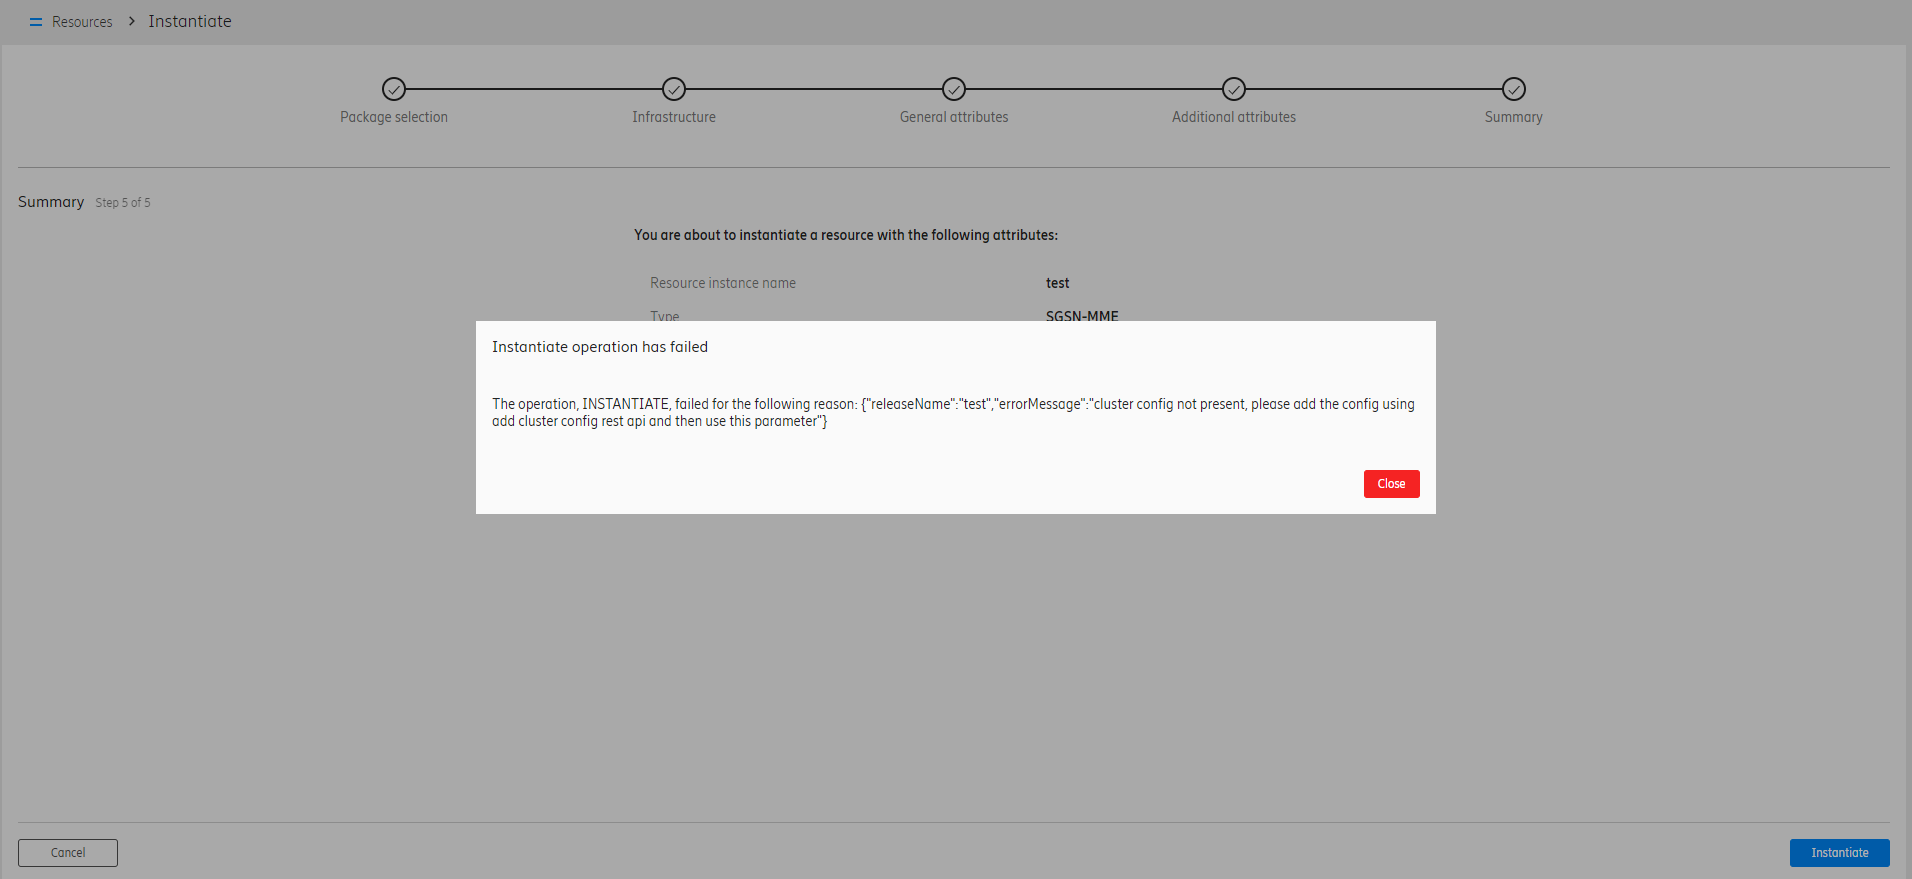 Resources > Instantiate
Package selection
Infrastructure
General attributes
Additional attributes
Summary
Summary Step 5 of 5
You are about to instantiate a resource with the following attributes:
Resource instance name test
Type SGSN-MME
Instantiate operation has failed
The operation, INSTANTIATE, failed for the following reason: {"releaseName":"test","errorMessage":"cluster config not present, please add the config using
add cluster config rest api and then use this parameter"}
Close
Cancel
Instantiate